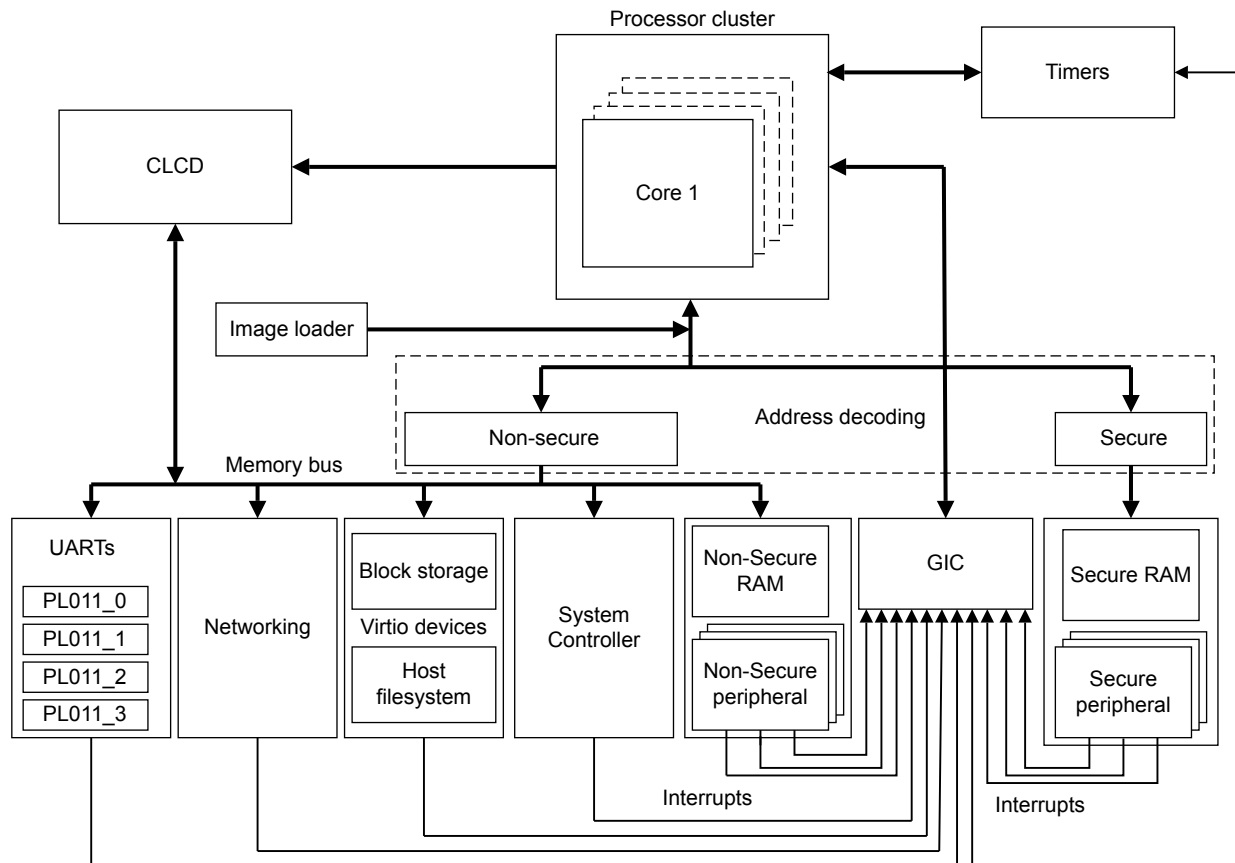 Processor cluster
Timers
CLCD
Core 1
Image loader
Address decoding
Non-secure
Secure
Memory bus
UARTs
PL011_0
PL011_1
PL011_2
PL011_3
Networking
Block storage
Virtio devices
Host
filesystem
System
Controller
Non-Secure
RAM
Non-Secure
peripheral
GIC
Secure RAM
Secure
peripheral
Interrupts
Interrupts